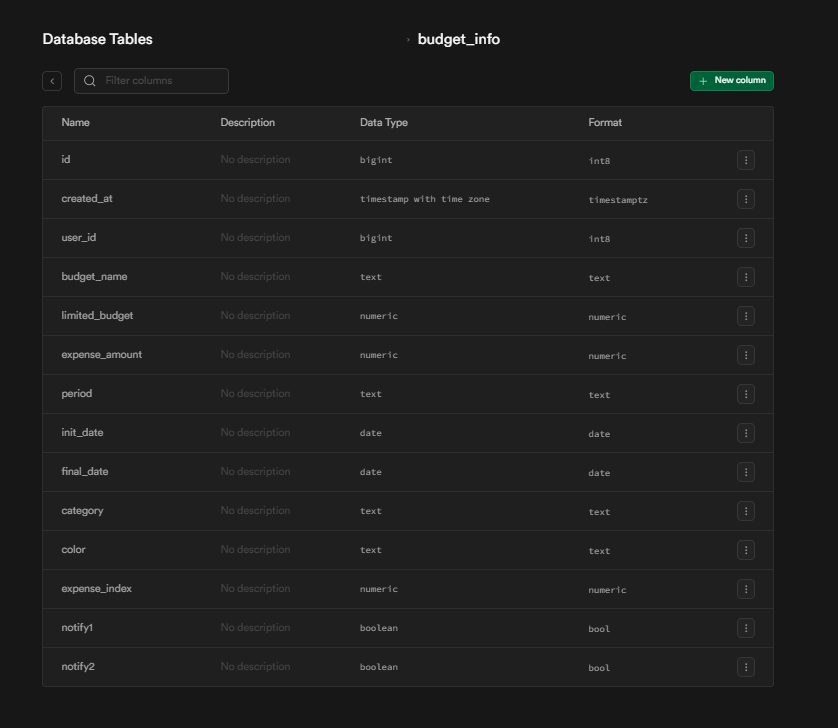 Database Tables › budget_info
Filter columns
New column
Name Description Data Type Format
id No description bigint int8
created_at No description timestamp with time zone timestamptz
user_id No description bigint int8
budget_name No description text text
limited_budget No description numeric numeric
expense_amount No description numeric numeric
period No description text text
init_date No description date date
final_date No description date date
category No description text text
color No description text text
expense_index No description numeric numeric
notify1 No description boolean bool
notify2 No description boolean bool